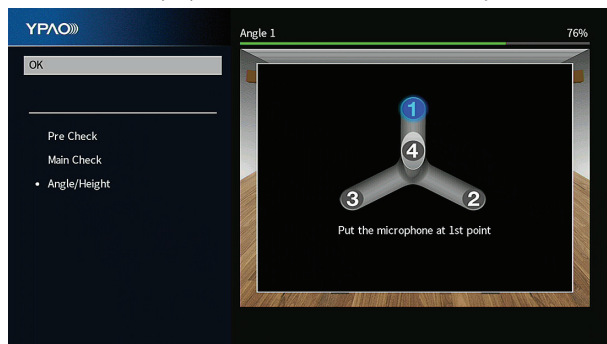 YPAO
Angle 1
76%
OK
Pre Check
Main Check
• Angle/Height
1
4
3
2
Put the microphone at 1st point